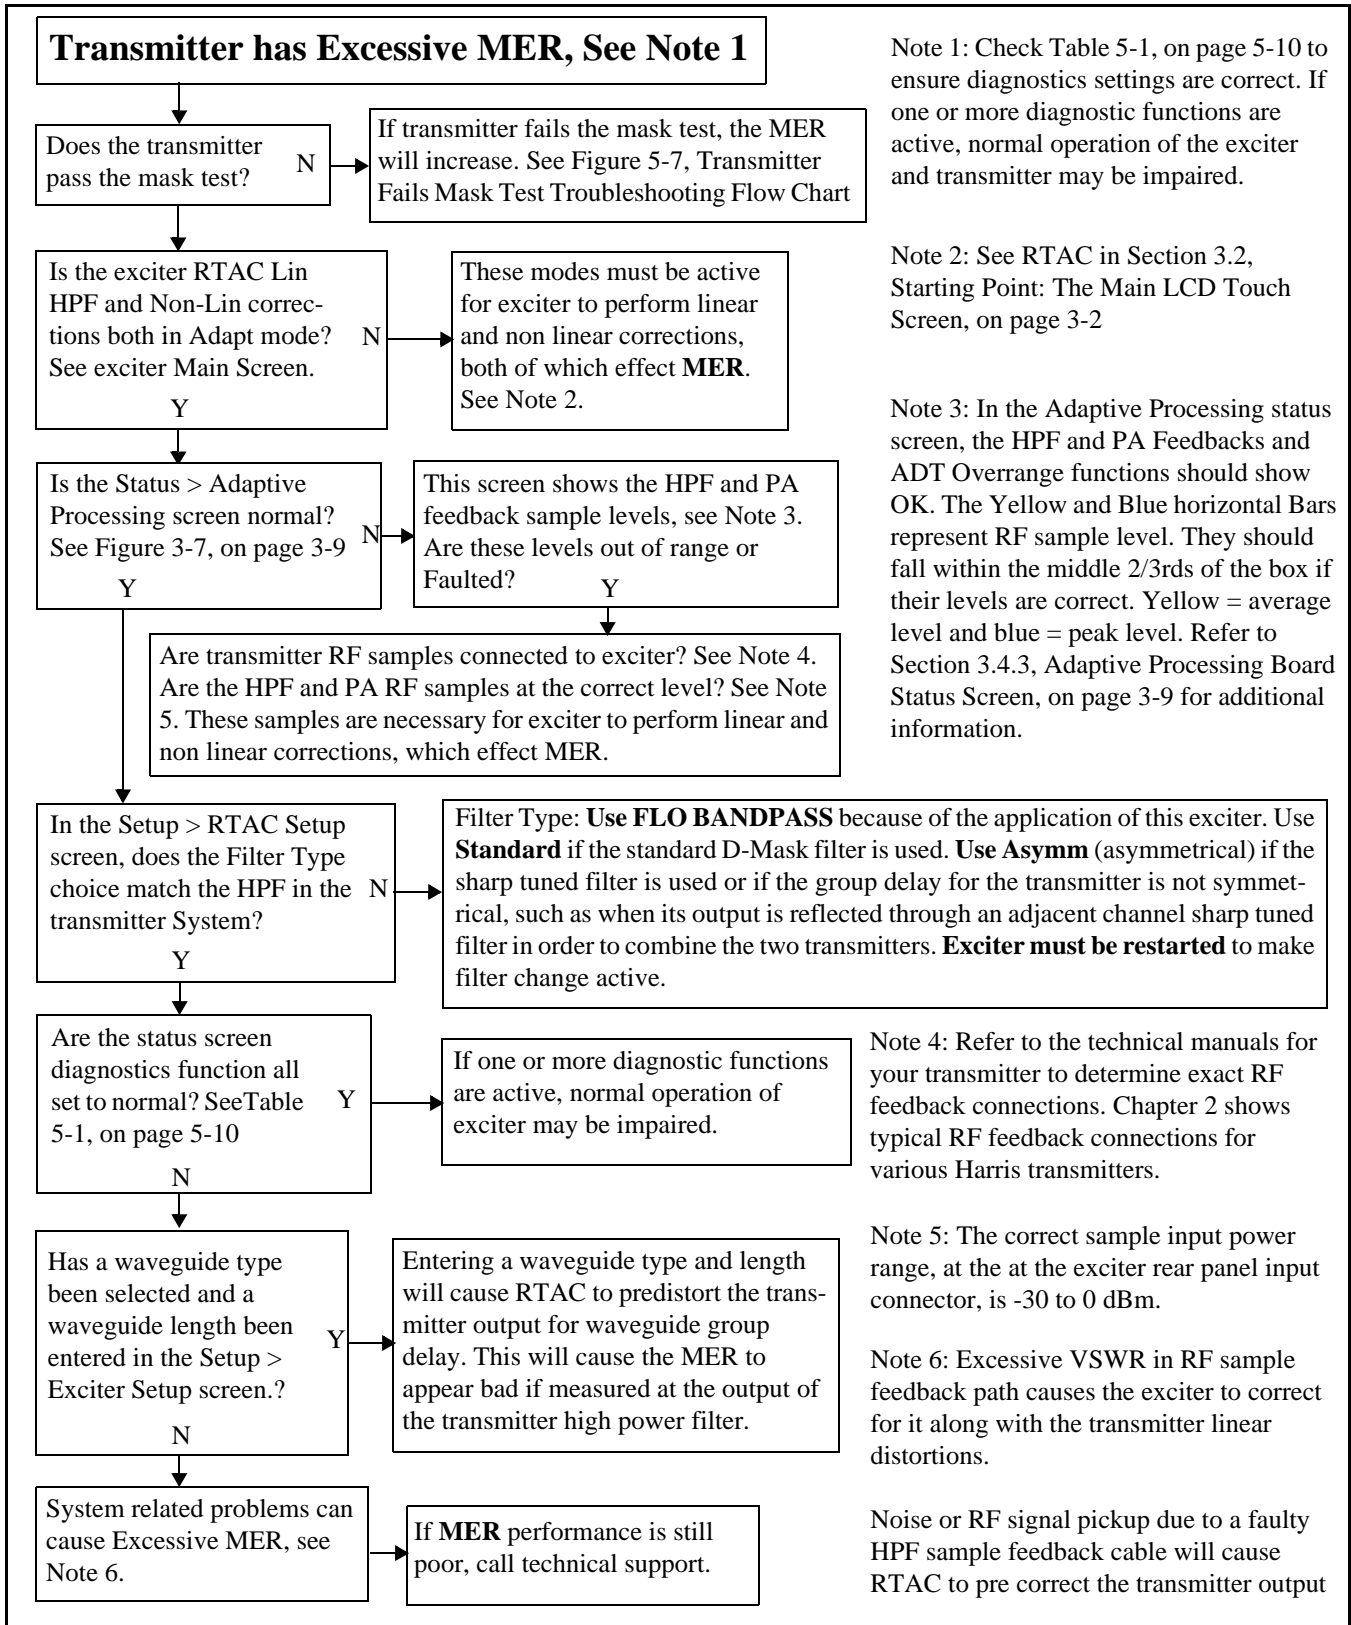 Transmitter has Excessive MER, See Note 1
Does the transmitter
pass the mask test?
N
If transmitter fails the mask test, the MER
will increase. See Figure 5-7, Transmitter
Fails Mask Test Troubleshooting Flow Chart
Is the exciter RTAC Lin
HPF and Non-Lin correc-
tions both in Adapt mode?
See exciter Main Screen.
N
Y
These modes must be active
for exciter to perform linear
and non linear corrections,
both of which effect MER.
See Note 2.
Is the Status > Adaptive
Processing screen normal?
See Figure 3-7, on page 3-9
N
Y
This screen shows the HPF and PA
feedback sample levels, see Note 3.
Are these levels out of range or
Faulted?
Y
Are transmitter RF samples connected to exciter? See Note 4.
Are the HPF and PA RF samples at the correct level? See Note
5. These samples are necessary for exciter to perform linear and
non linear corrections, which effect MER.
In the Setup > RTAC Setup
screen, does the Filter Type
choice match the HPF in the
transmitter System?
N
Y
Filter Type: Use FLO BANDPASS because of the application of this exciter. Use
Standard if the standard D-Mask filter is used. Use Asymm (asymmetrical) if the
sharp tuned filter is used or if the group delay for the transmitter is not symmet-
rical, such as when its output is reflected through an adjacent channel sharp tuned
filter in order to combine the two transmitters. Exciter must be restarted to make
filter change active.
Are the status screen
diagnostics function all
set to normal? SeeTable
5-1, on page 5-10
Y
N
If one or more diagnostic functions
are active, normal operation of
exciter may be impaired.
Has a waveguide type
been selected and a
waveguide length been
entered in the Setup >
Exciter Setup screen.?
Y
N
Entering a waveguide type and length
will cause RTAC to predistort the trans-
mitter output for waveguide group
delay. This will cause the MER to
appear bad if measured at the output of
the transmitter high power filter.
System related problems can
cause Excessive MER, see
Note 6.
If MER performance is still
poor, call technical support.
Note 1: Check Table 5-1, on page 5-10 to
ensure diagnostics settings are correct. If
one or more diagnostic functions are
active, normal operation of the exciter
and transmitter may be impaired.
Note 2: See RTAC in Section 3.2,
Starting Point: The Main LCD Touch
Screen, on page 3-2
Note 3: In the Adaptive Processing status
screen, the HPF and PA Feedbacks and
ADT Overrange functions should show
OK. The Yellow and Blue horizontal Bars
represent RF sample level. They should
fall within the middle 2/3rds of the box if
their levels are correct. Yellow = average
level and blue = peak level. Refer to
Section 3.4.3, Adaptive Processing Board
Status Screen, on page 3-9 for additional
information.
Note 4: Refer to the technical manuals for
your transmitter to determine exact RF
feedback connections. Chapter 2 shows
typical RF feedback connections for
various Harris transmitters.
Note 5: The correct sample input power
range, at the at the exciter rear panel input
connector, is -30 to 0 dBm.
Note 6: Excessive VSWR in RF sample
feedback path causes the exciter to correct
for it along with the transmitter linear
distortions.
Noise or RF signal pickup due to a faulty
HPF sample feedback cable will cause
RTAC to pre correct the transmitter output